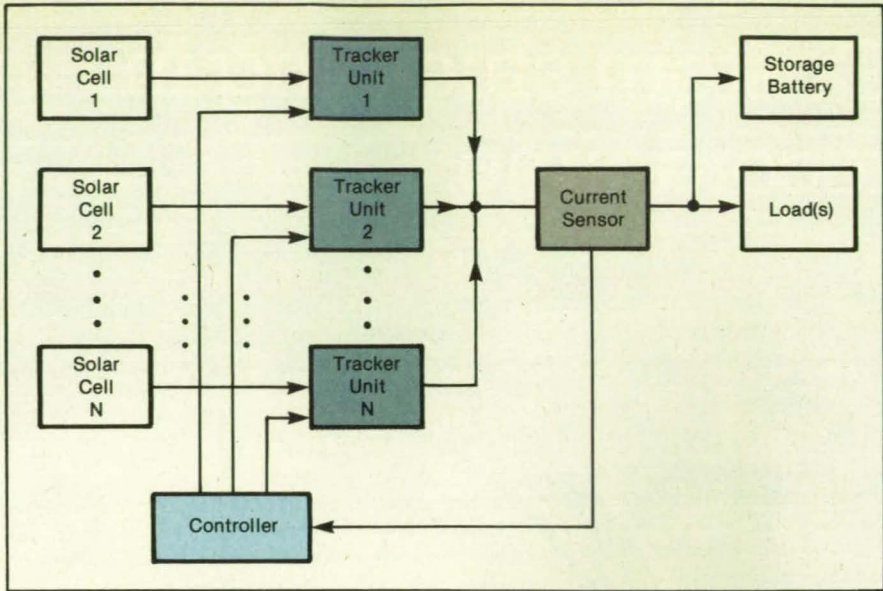 Solar
Cell
1
Tracker
Unit
1
Storage
Battery
Solar
Cell
2
Tracker
Unit
2
Current
Sensor
Load(s)
Solar
Cell
N
Tracker
Unit
N
Controller